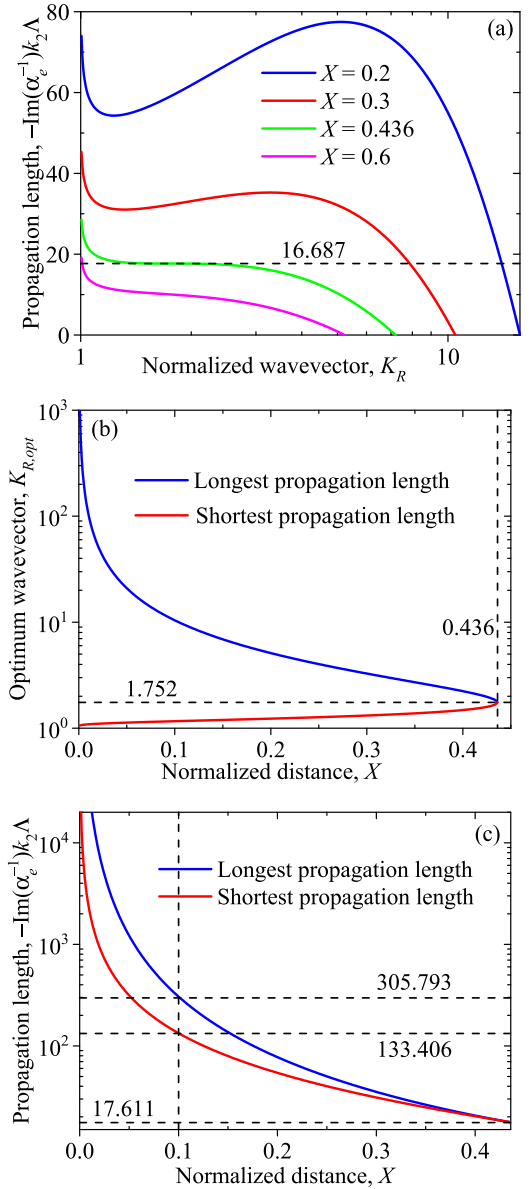 (a)
Propagation length, −Im(α_e^{-1})k_2Λ
80
60
40
20
0
X = 0.2
X = 0.3
X = 0.436
X = 0.6
16.687
1
10
Normalized wavevector, K_R
(b)
Optimum wavevector, K_{R,opt}
10^3
10^2
10^1
10^0
Longest propagation length
Shortest propagation length
0.436
1.752
0.0
0.1
0.2
0.3
0.4
Normalized distance, X
(c)
Propagation length, −Im(α_e^{-1})k_2Λ
10^4
10^3
10^2
Longest propagation length
Shortest propagation length
305.793
133.406
17.611
0.0
0.1
0.2
0.3
0.4
Normalized distance, X